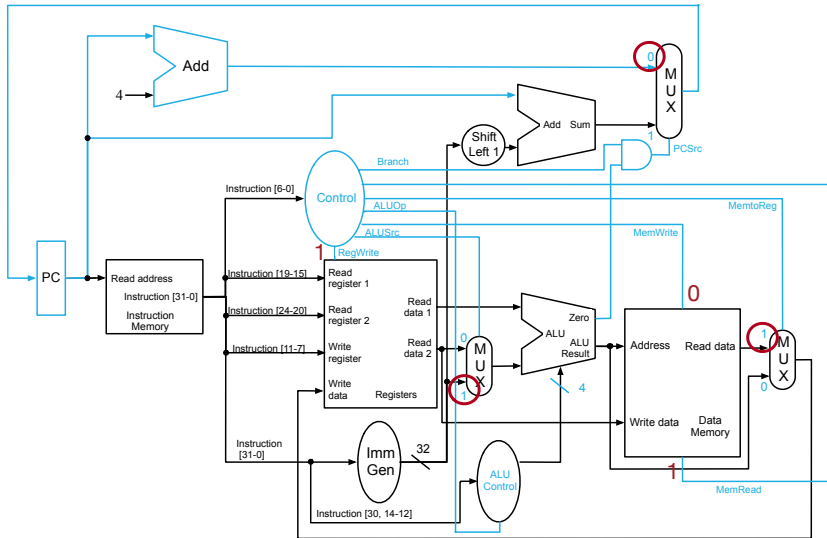 0
M
U
X
Add
4
Add Sum
Shift
Left 1
1
PCSrc
Branch
Instruction [6-0]
Control
ALUOp
MemtoReg
ALUSrc
MemWrite
1
RegWrite
PC
Read address
Instruction [31-0]
Instruction
Memory
Instruction [19-15]
Read
register 1
Read
data 1
Instruction [24-20]
Read
register 2
Instruction [11-7]
Write
register
Read
data 2
Write
data
Registers
0
M
U
X
1
Zero
ALU
ALU
Result
4
0
Address
Read data
Write data
Data
Memory
1
M
U
X
0
1
MemRead
Instruction
[31-0]
Imm
Gen
32
ALU
Control
Instruction [30, 14-12]